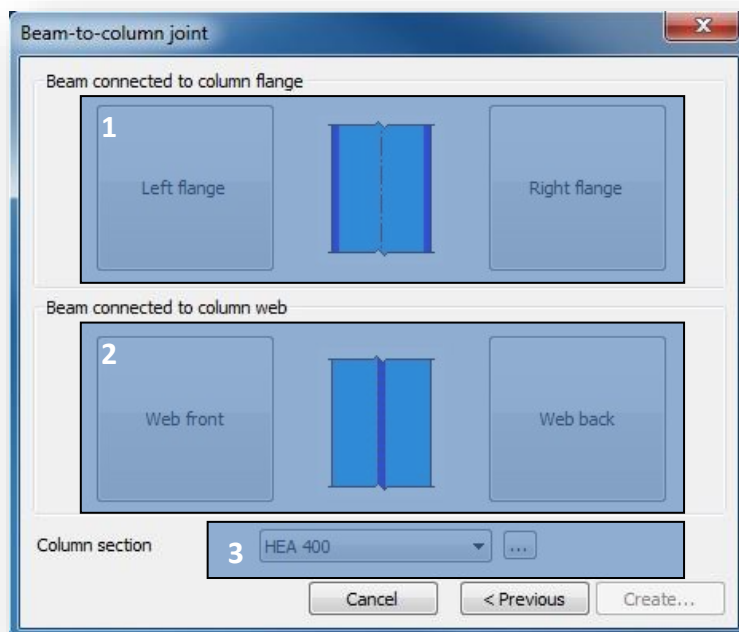 Beam-to-column joint
Beam connected to column flange
1
Left flange
Right flange
Beam connected to column web
2
Web front
Web back
Column section
3
HEA 400
...
Cancel
< Previous
Create...